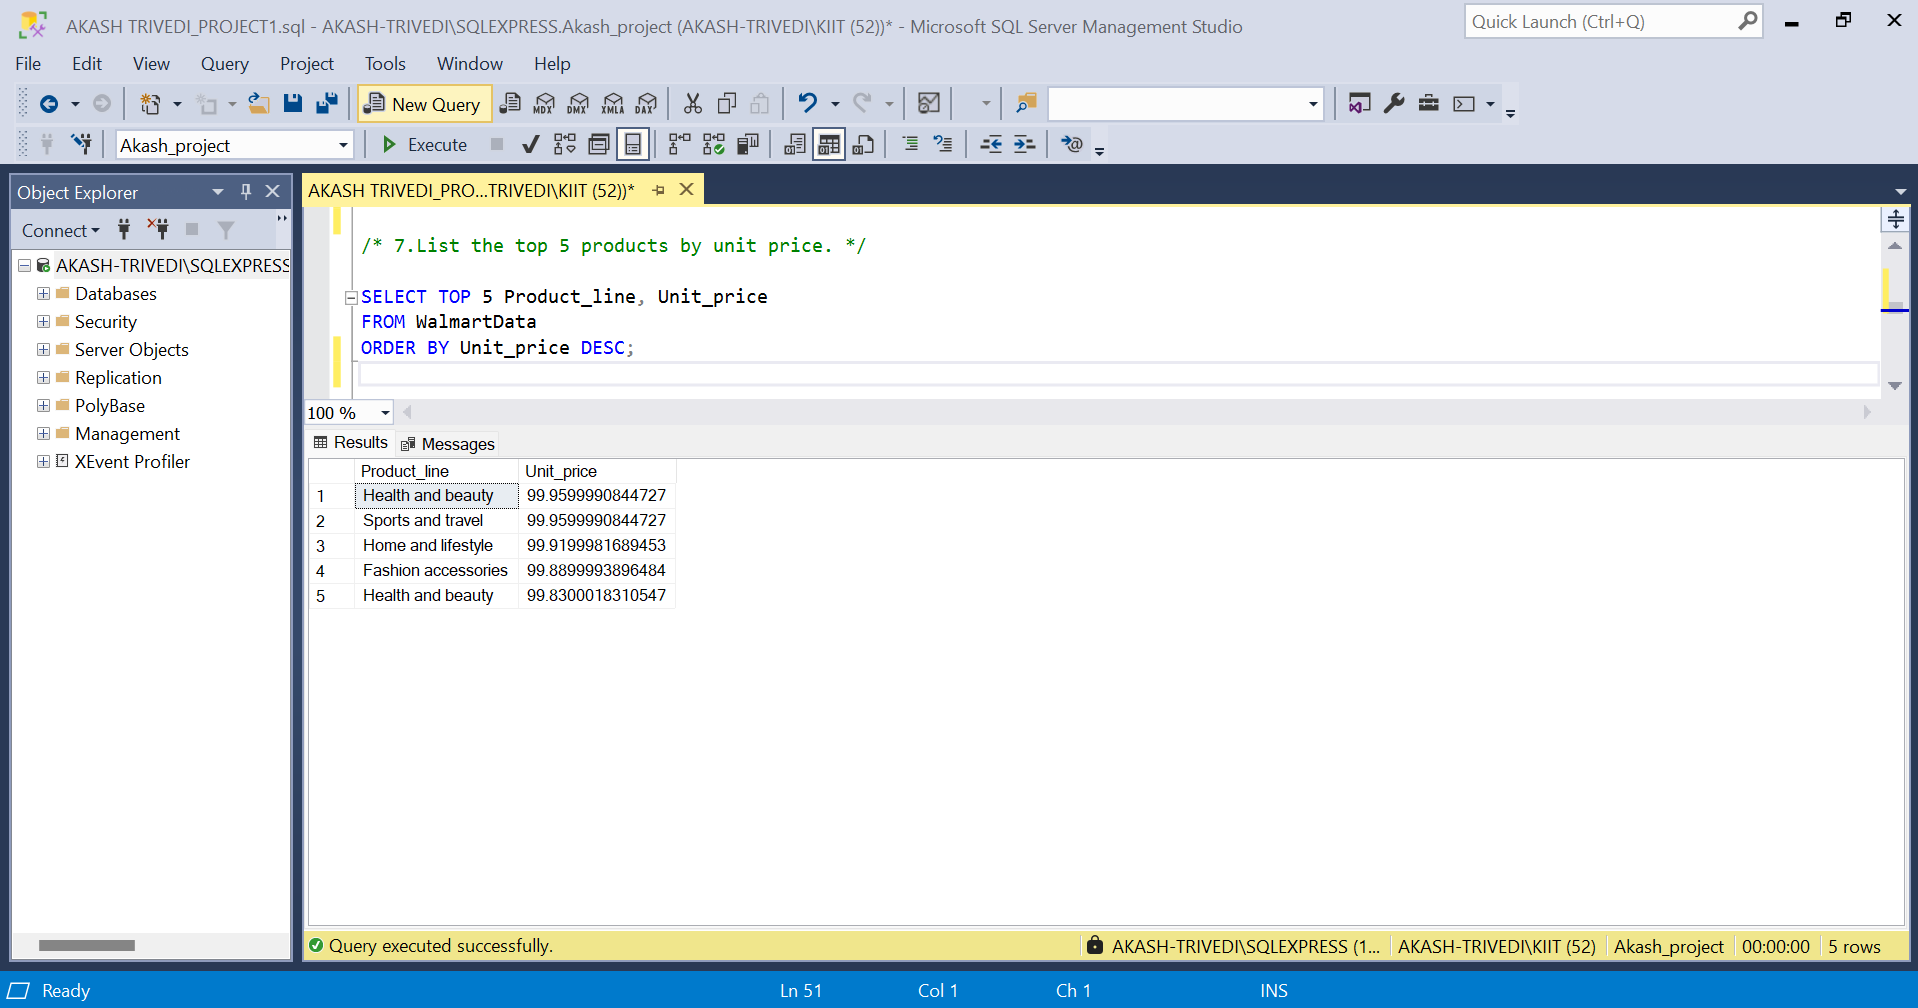 AKASH TRIVEDI_PROJECT1.sql - AKASH-TRIVEDI\SQLEXPRESS.Akash_project (AKASH-TRIVEDI\KIIT (52))* - Microsoft SQL Server Management Studio
Quick Launch (Ctrl+Q)
File Edit View Query Project Tools Window Help
New Query MDX DMX XMLA DAX
Akash_project Execute
Object Explorer
Connect
AKASH-TRIVEDI\SQLEXPRESS
Databases
Security
Server Objects
Replication
PolyBase
Management
XEvent Profiler
AKASH TRIVEDI_PRO...TRIVEDI\KIIT (52))*
/* 7.List the top 5 products by unit price. */
SELECT TOP 5 Product_line, Unit_price
FROM WalmartData
ORDER BY Unit_price DESC;
100 %
Results Messages
Product_line Unit_price
1 Health and beauty 99.9599990844727
2 Sports and travel 99.9599990844727
3 Home and lifestyle 99.9199981689453
4 Fashion accessories 99.8899993896484
5 Health and beauty 99.8300018310547
Query executed successfully. AKASH-TRIVEDI\SQLEXPRESS (1... AKASH-TRIVEDI\KIIT (52) Akash_project 00:00:00 5 rows
Ready Ln 51 Col 1 Ch 1 INS